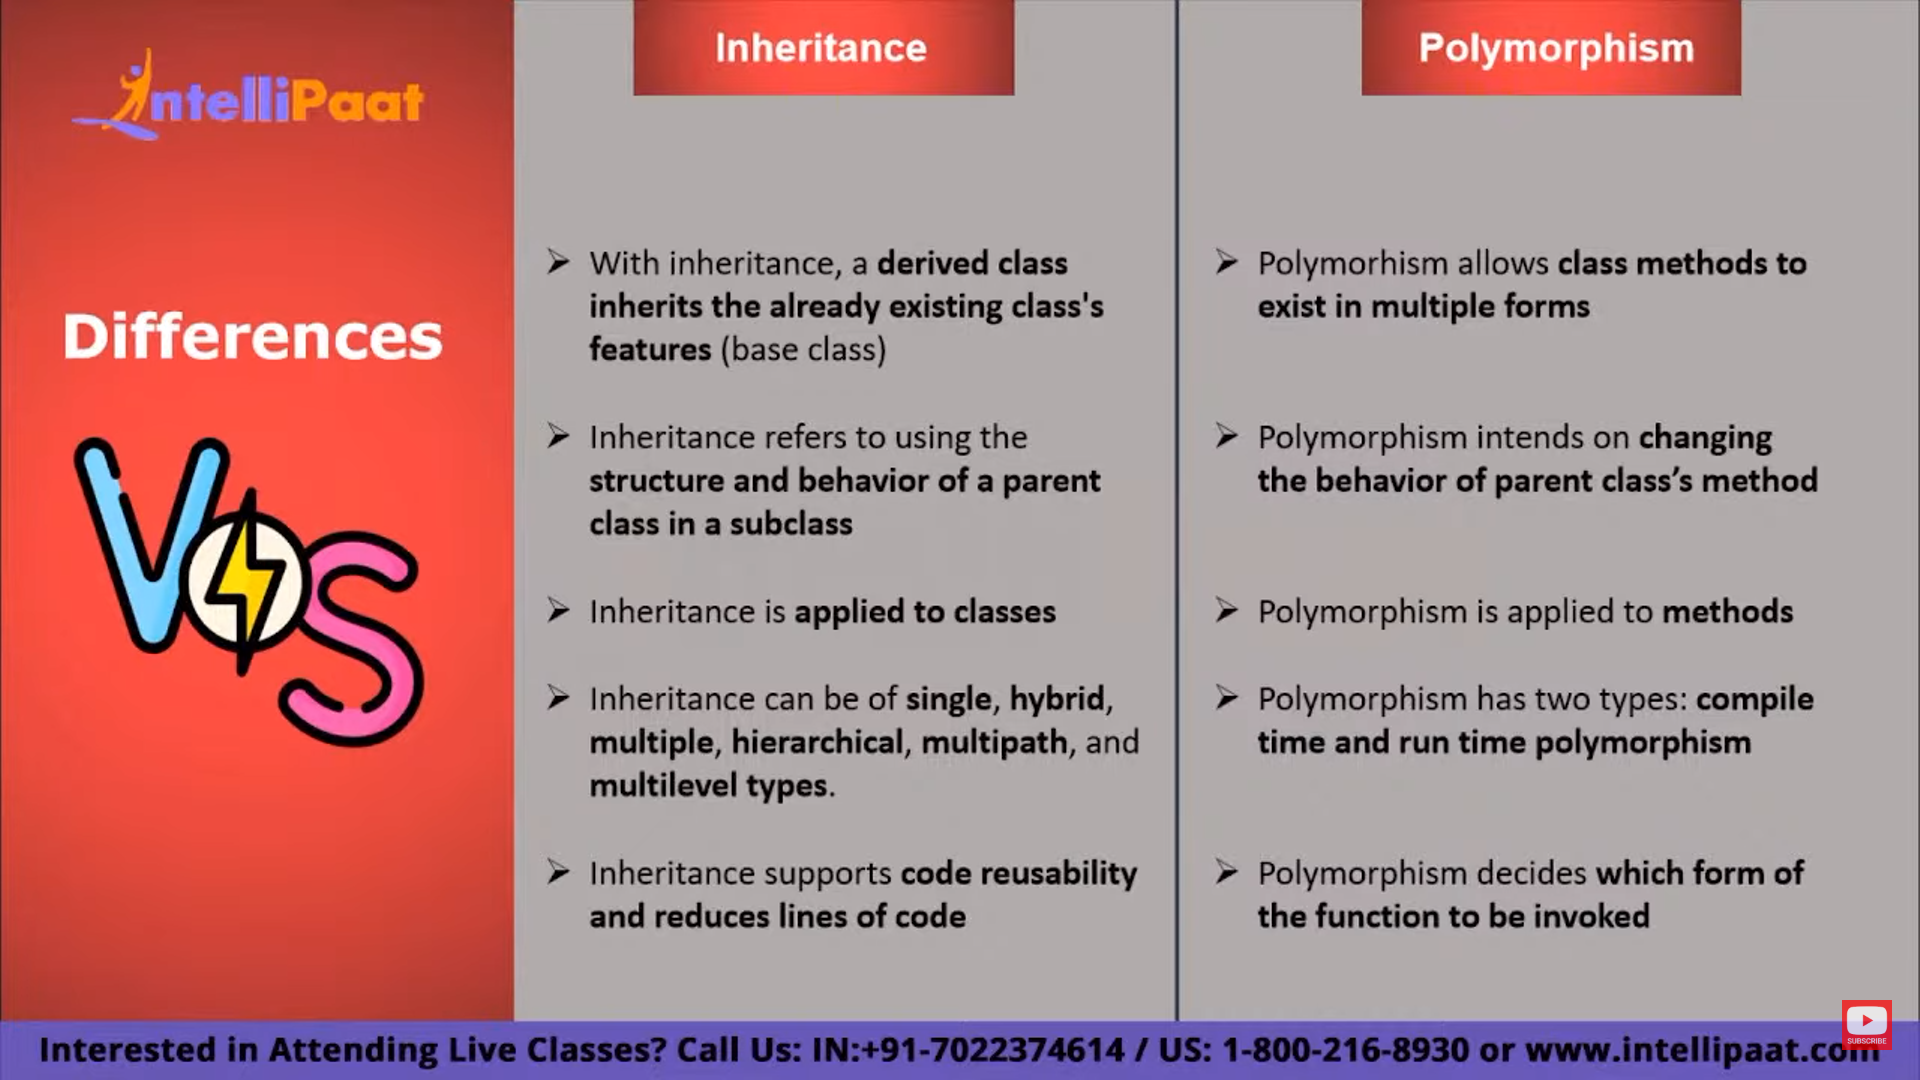 IntelliPaat
Differences
VS
Inheritance
With inheritance, a derived class
inherits the already existing class's
features (base class)
Inheritance refers to using the
structure and behavior of a parent
class in a subclass
Inheritance is applied to classes
Inheritance can be of single, hybrid,
multiple, hierarchical, multipath, and
multilevel types.
Inheritance supports code reusability
and reduces lines of code
Polymorphism
Polymorhism allows class methods to
exist in multiple forms
Polymorphism intends on changing
the behavior of parent class’s method
Polymorphism is applied to methods
Polymorphism has two types: compile
time and run time polymorphism
Polymorphism decides which form of
the function to be invoked
SUBSCRIBE
Interested in Attending Live Classes? Call Us: IN:+91-7022374614 / US: 1-800-216-8930 or www.intellipaat.com